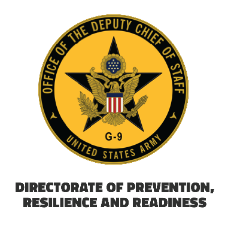 OFFICE OF THE DEPUTY CHIEF OF STAFF
G-9
UNITED STATES ARMY
DIRECTORATE OF PREVENTION,
RESILIENCE AND READINESS